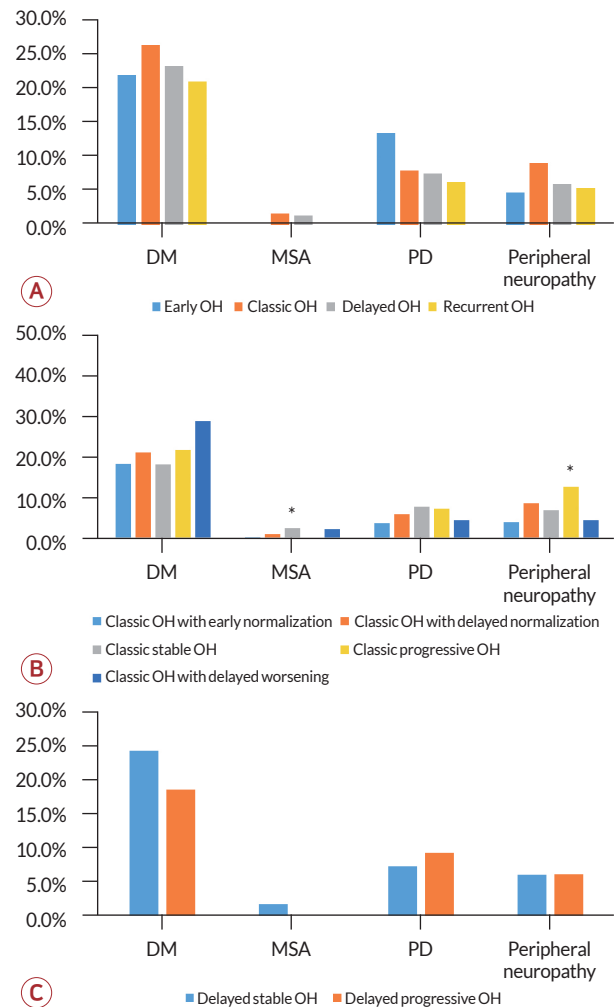 30.0%
25.0%
20.0%
15.0%
10.0%
5.0%
0.0%
DM MSA PD Peripheral
neuropathy
A
Early OH Classic OH Delayed OH Recurrent OH
50.0%
40.0%
30.0%
20.0%
10.0%
0.0%
* *
DM MSA PD Peripheral
neuropathy
Classic OH with early normalization Classic OH with delayed normalization
Classic stable OH Classic progressive OH
Classic OH with delayed worsening
B
30.0%
25.0%
20.0%
15.0%
10.0%
5.0%
0.0%
DM MSA PD Peripheral
neuropathy
C
Delayed stable OH Delayed progressive OH